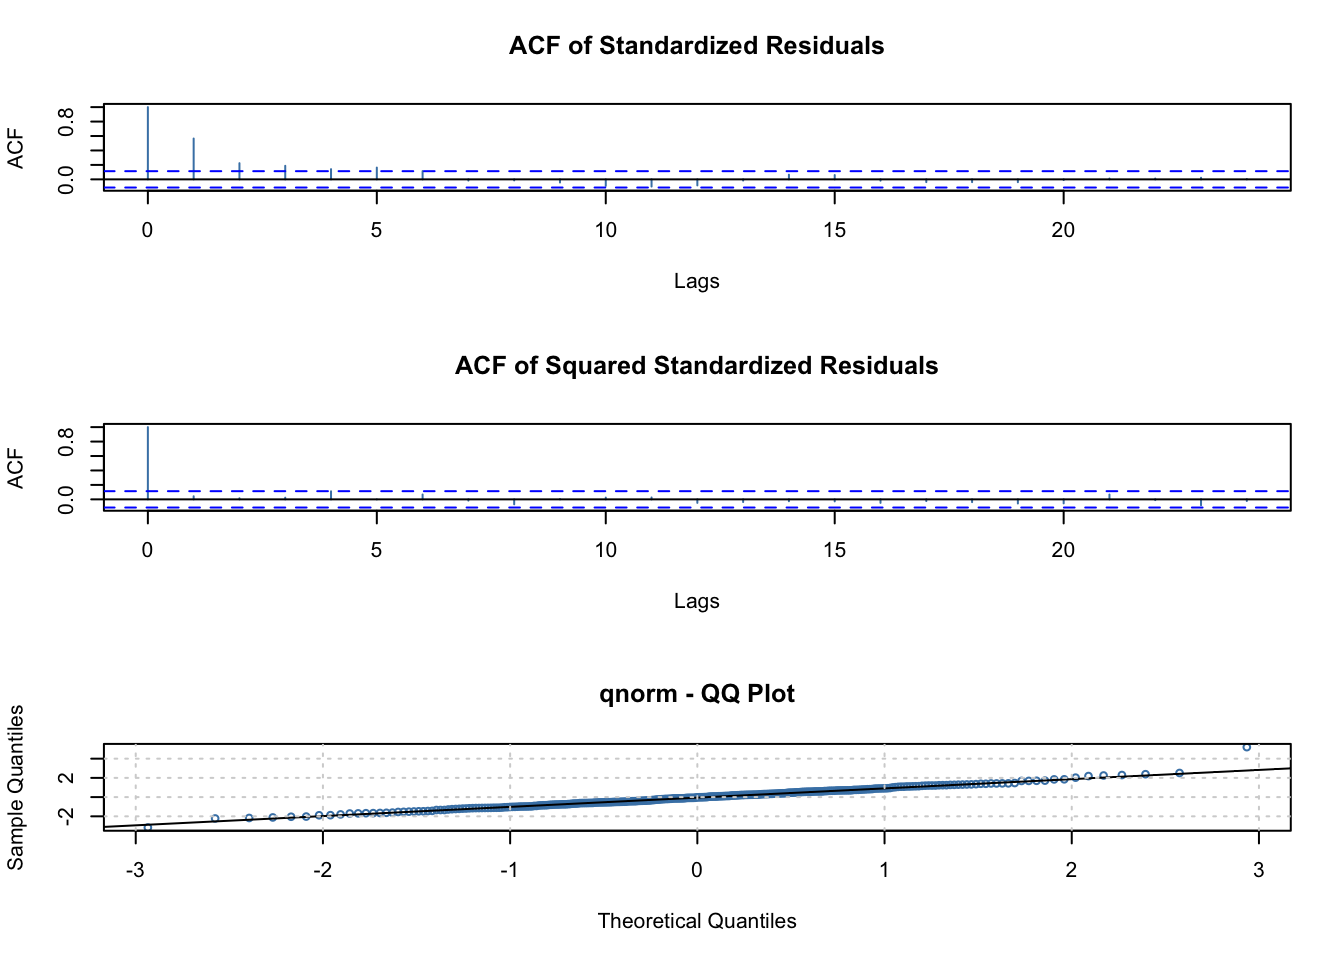 ACF of Standardized Residuals
ACF
0.8
0.0
0 5 10 15 20
Lags
ACF of Squared Standardized Residuals
ACF
0.8
0.0
0 5 10 15 20
Lags
qnorm - QQ Plot
Sample Quantiles
2
-2
-3 -2 -1 0 1 2 3
Theoretical Quantiles